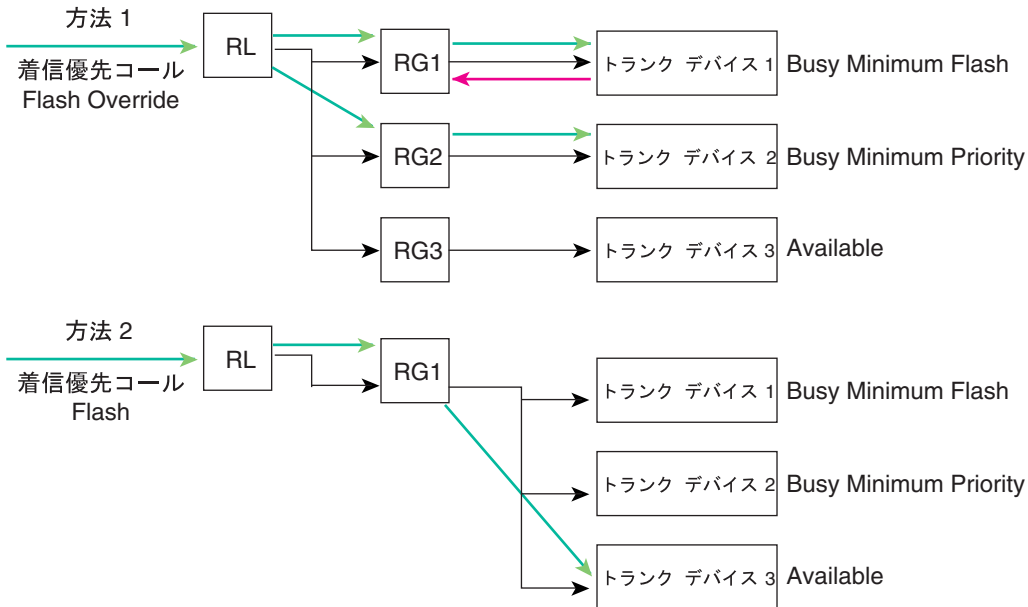 方法 1
着信優先コール
Flash Override
RL
RG1
トランク デバイス 1
Busy Minimum Flash
RG2
トランク デバイス 2
Busy Minimum Priority
RG3
トランク デバイス 3
Available
方法 2
着信優先コール
Flash
RL
RG1
トランク デバイス 1
Busy Minimum Flash
トランク デバイス 2
Busy Minimum Priority
トランク デバイス 3
Available